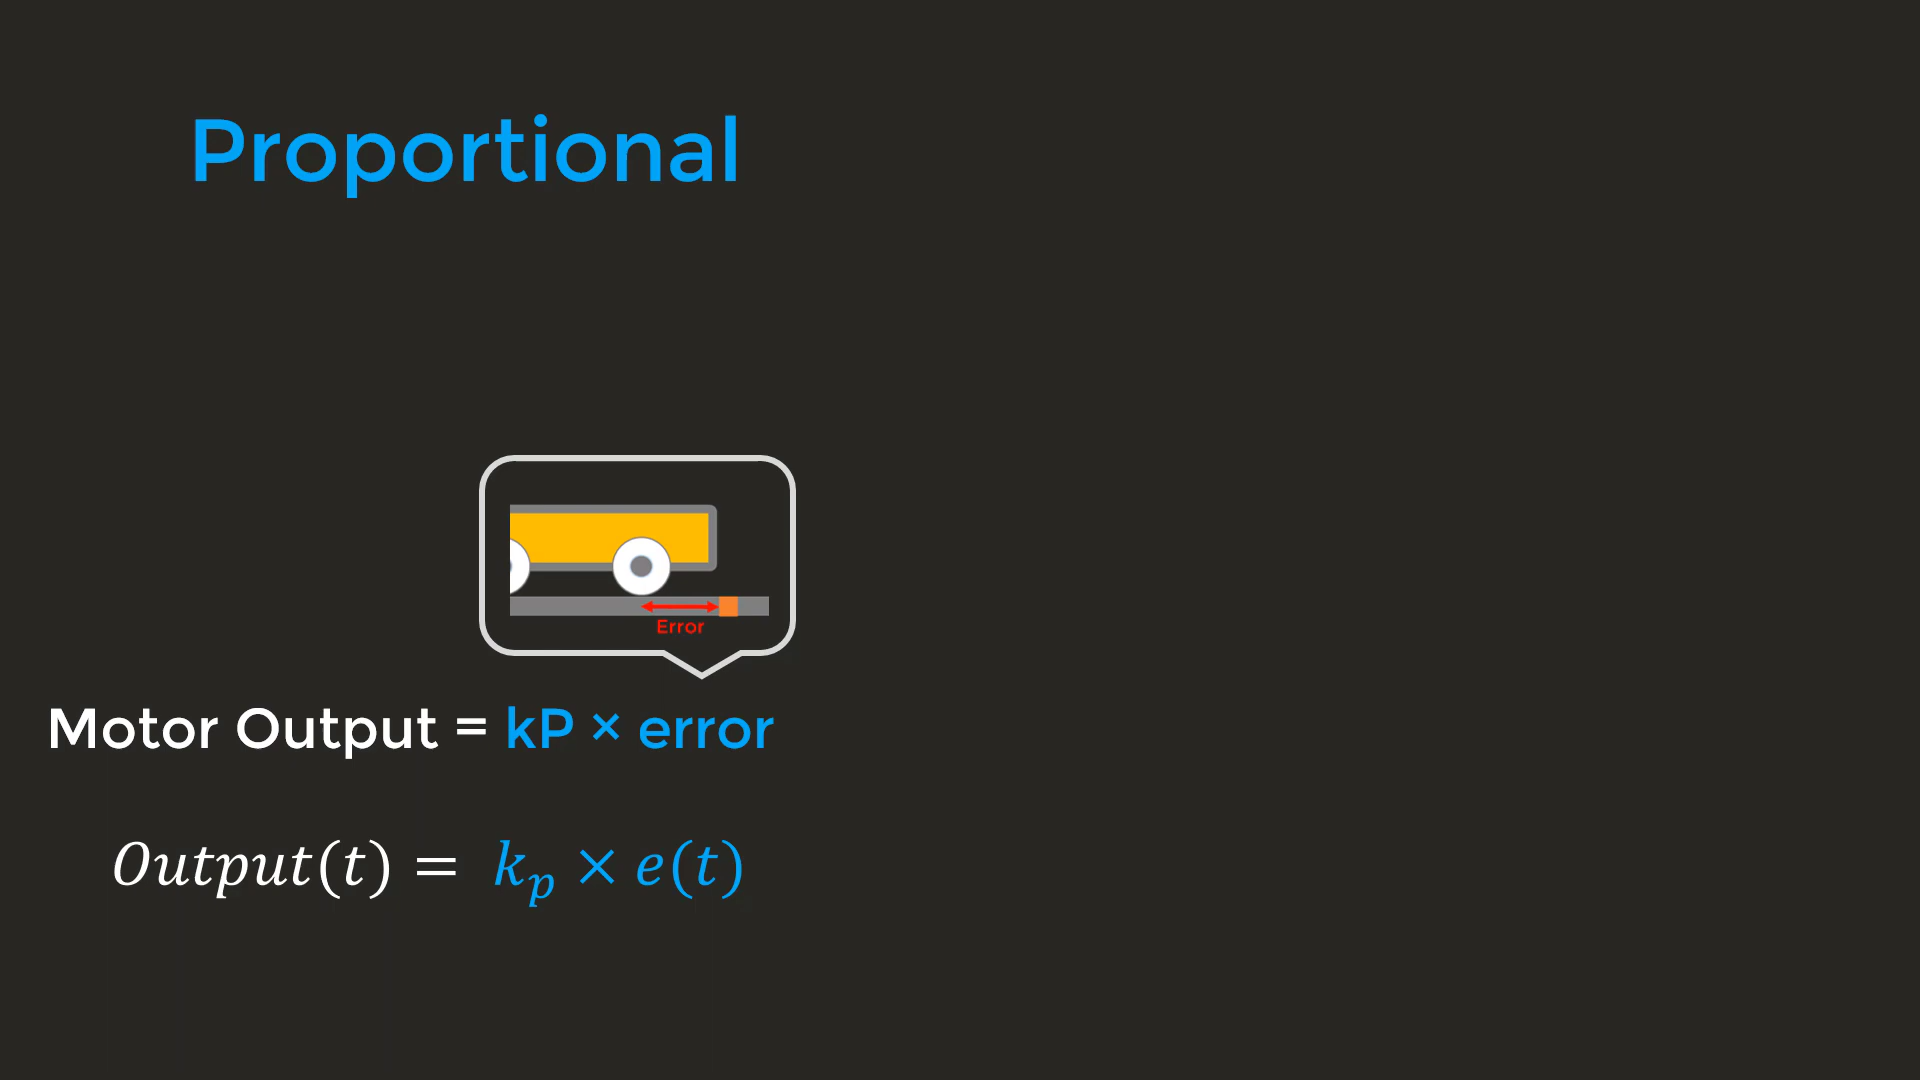 Proportional
Error
Motor Output = kP × error
Output(t) = kₚ × e(t)